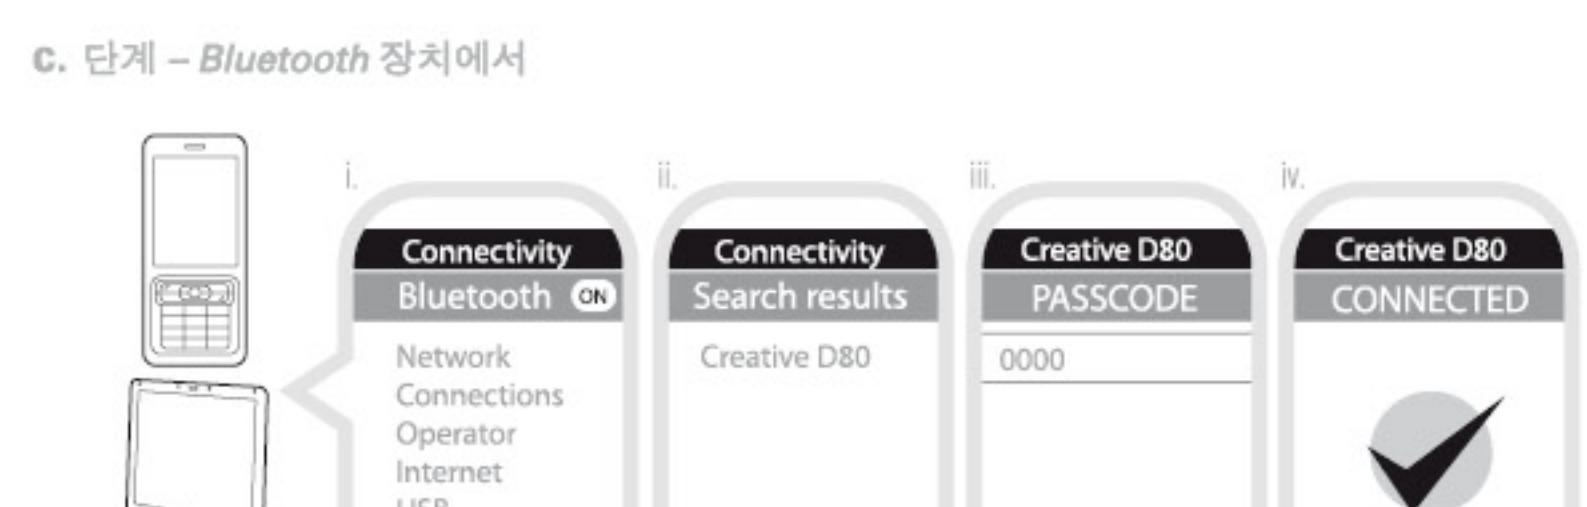 c. 단계 – Bluetooth 장치에서
i.
Connectivity
Bluetooth ON
Network
Connections
Operator
Internet
USB
ii.
Connectivity
Search results
Creative D80
iii.
Creative D80
PASSCODE
0000
iv.
Creative D80
CONNECTED